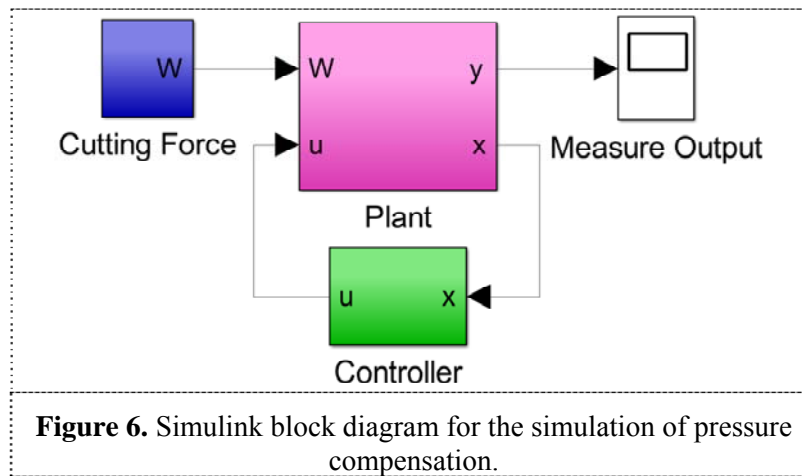 W
W
y
Cutting Force
u
x
Measure Output
Plant
u
x
Controller
Figure 6. Simulink block diagram for the simulation of pressure
compensation.